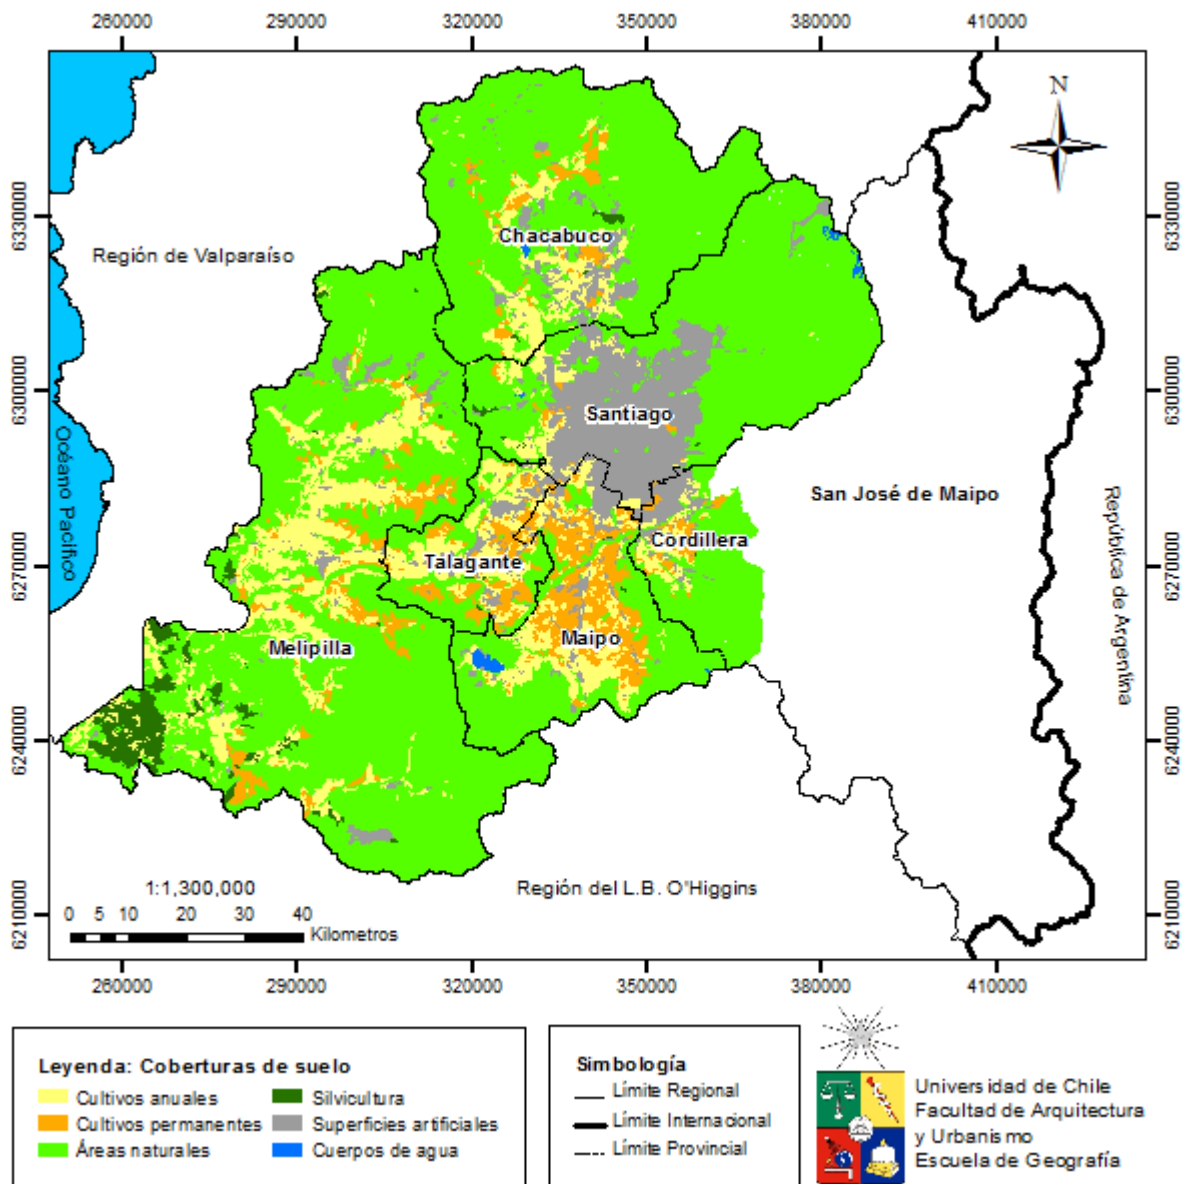 260000 290000 320000 350000 380000 410000
N
6330000
6330000
Región de Valparaíso
Chacabuco
6300000
6300000
Santiago
Océano Pacifico
San José de Maipo
República de Argentina
Cordillera
6270000
6270000
Talagante
Maipo
Melipilla
6240000
6240000
1:1,300,000
Región del L.B. O'Higgins
0 5 10 20 30 40
Kilometros
6210000
6210000
260000 290000 320000 350000 380000 410000
Leyenda: Coberturas de suelo
Cultivos anuales
Cultivos permanentes
Áreas naturales
Silvicultura
Superficies artificiales
Cuerpos de agua
Simbología
Límite Regional
Límite Internacional
Límite Provincial
Universidad de Chile
Facultad de Arquitectura
y Urbanismo
Escuela de Geografía